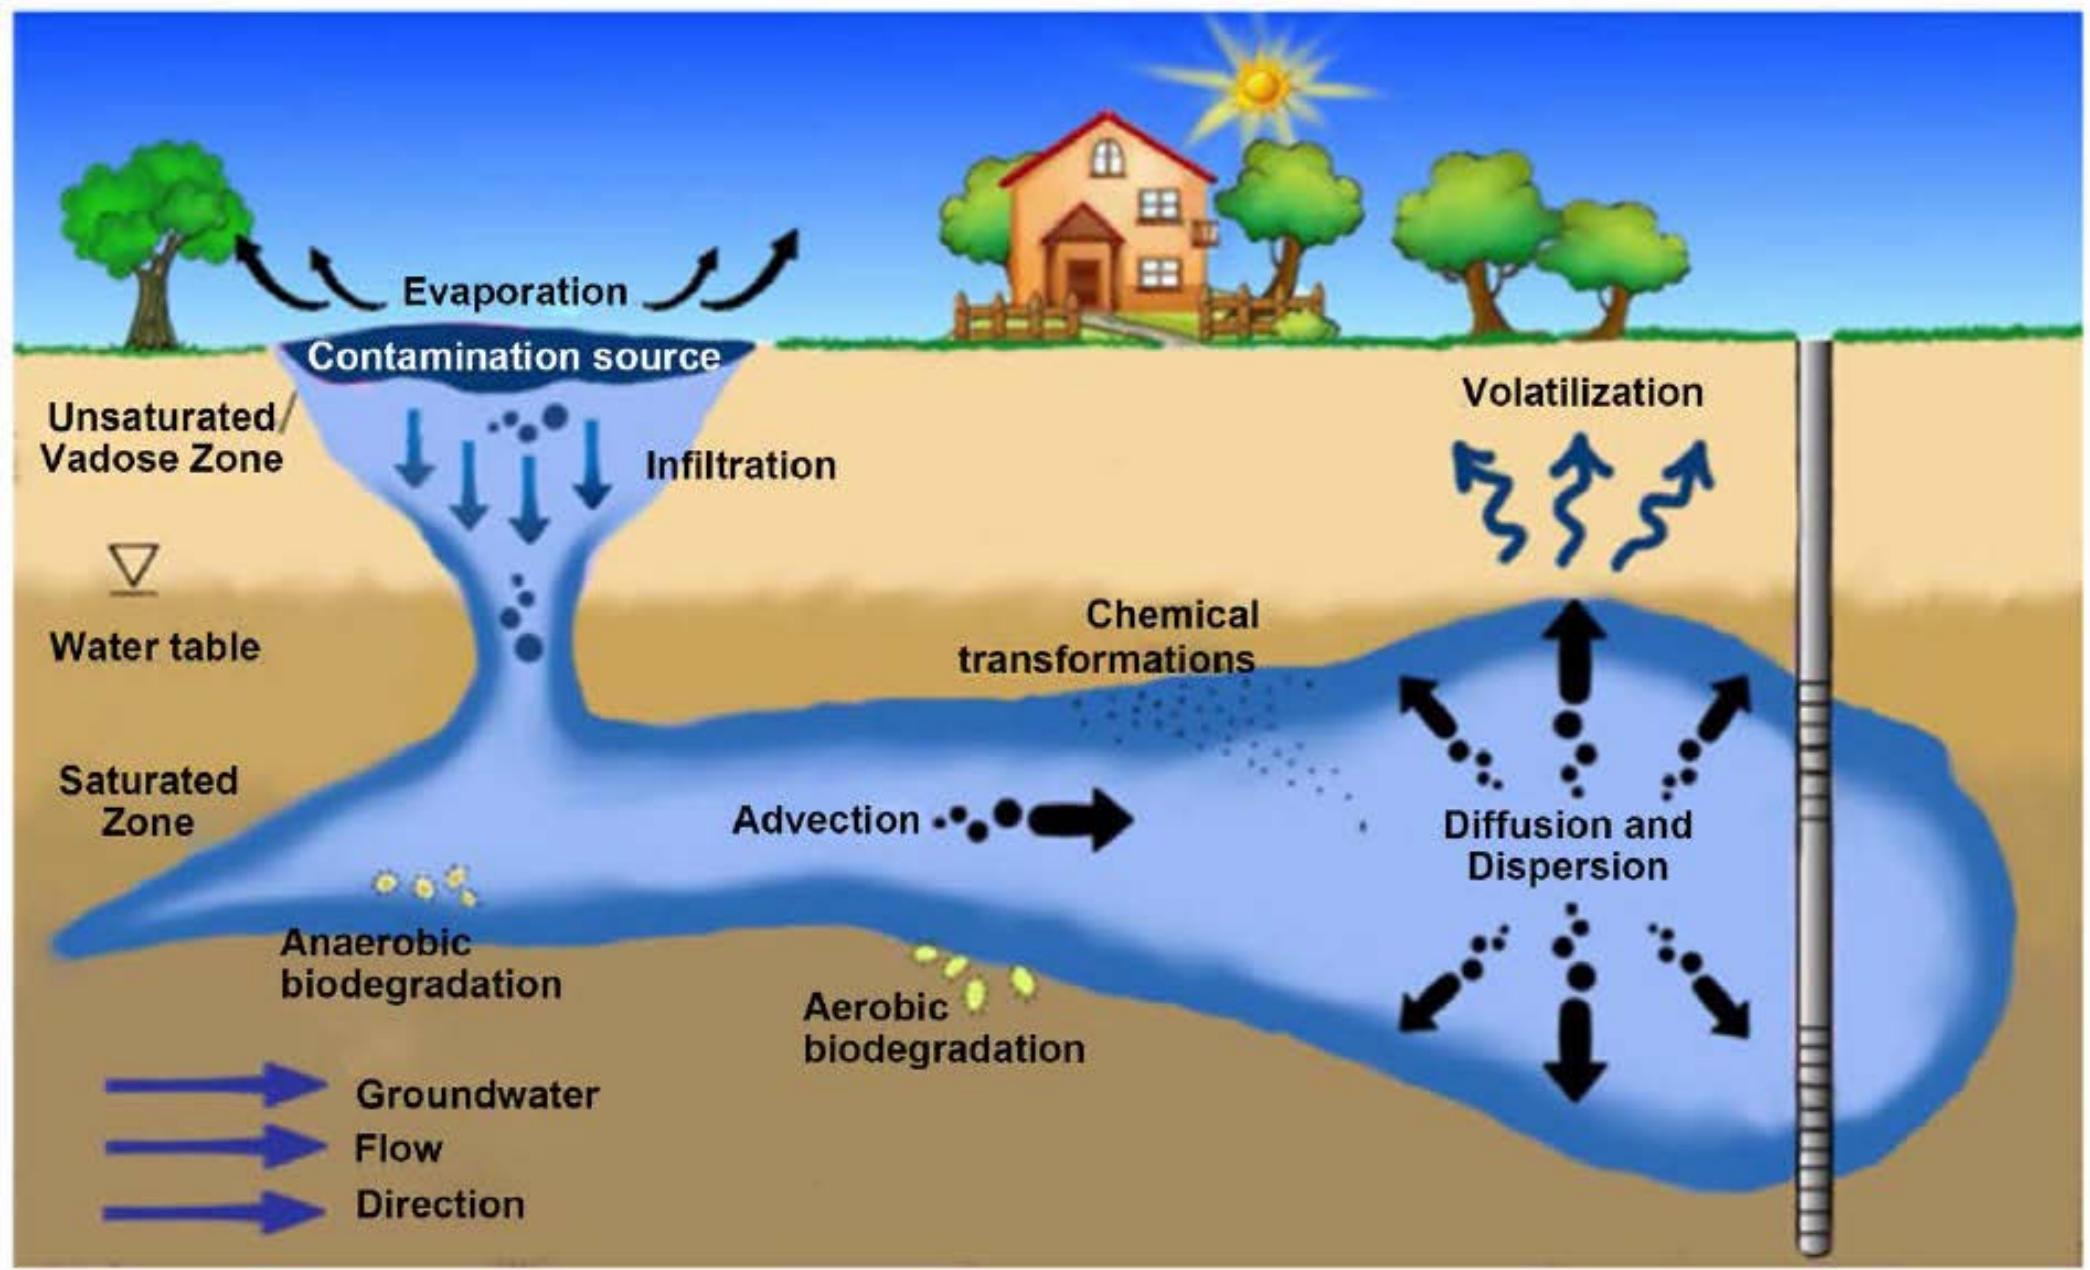 Evaporation
Contamination source
Unsaturated/
Vadose Zone
Infiltration
Volatilization
Water table
Chemical
transformations
Saturated
Zone
Advection
Diffusion and
Dispersion
Anaerobic
biodegradation
Aerobic
biodegradation
Groundwater
Flow
Direction